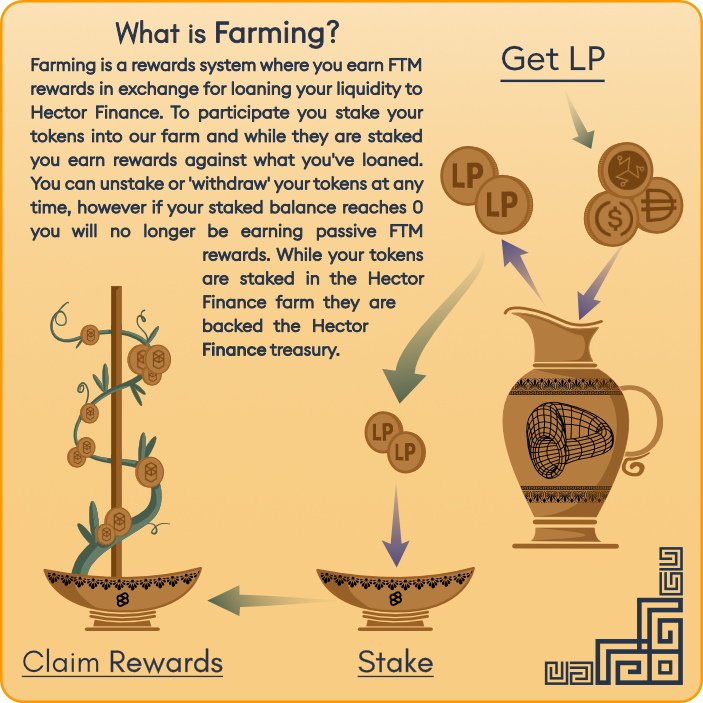 What is Farming?
Farming is a rewards system where you earn FTM
rewards in exchange for loaning your liquidity to
Hector Finance. To participate you stake your
tokens into our farm and while they are staked
you earn rewards against what you've loaned.
You can unstake or 'withdraw' your tokens at any
time, however if your staked balance reaches 0
you will no longer be earning passive FTM
rewards. While your tokens
are staked in the Hector
Finance farm they are
backed the Hector
Finance treasury.
Get LP
LP
LP
LP
LP
Claim Rewards
Stake